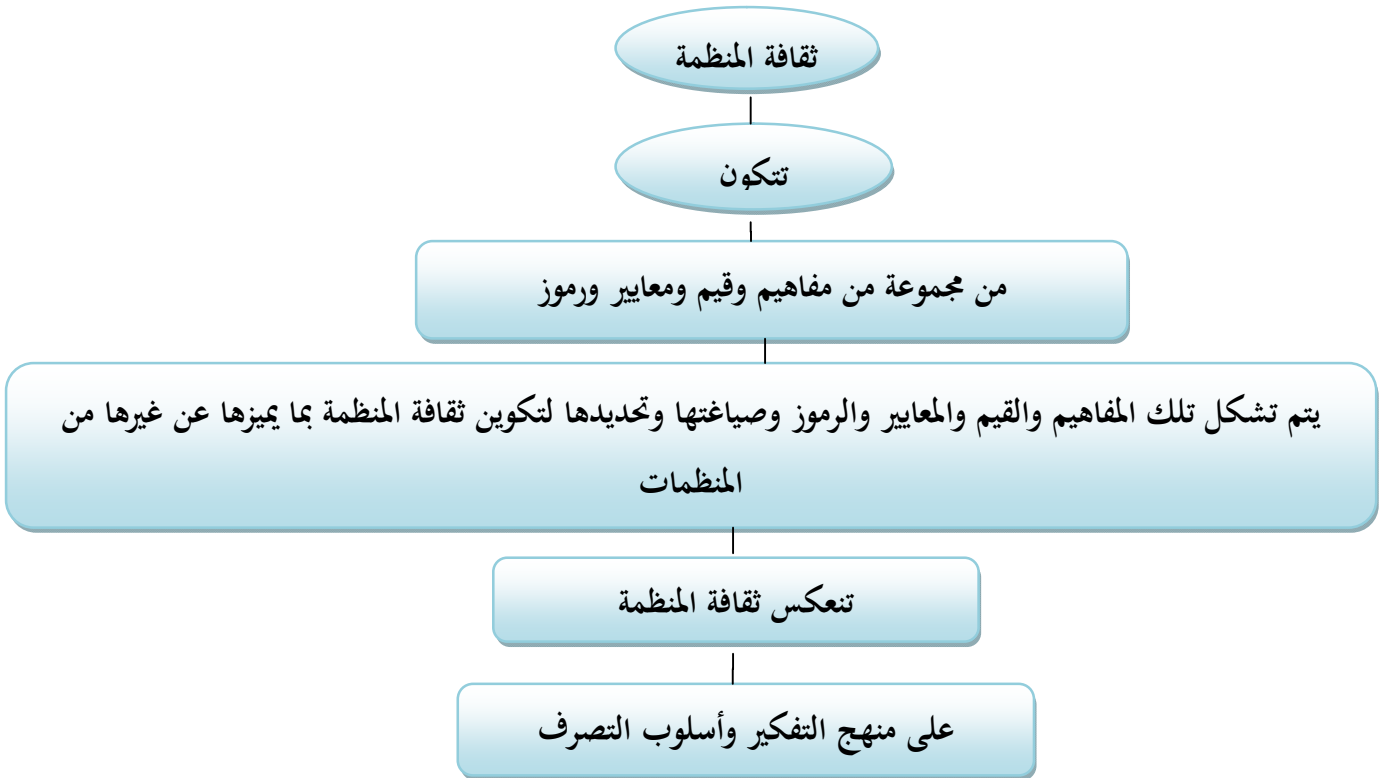 ثقافة المنظمة
تتكون
من مجموعة من مفاهيم وقيم ومعايير ورموز
يتم تشكل تلك المفاهيم والقيم والمعايير والرموز وصياغتها وتحديدها لتكوين ثقافة المنظمة بما يميزها عن غيرها من
المنظمات
تنعكس ثقافة المنظمة
على منهج التفكير وأسلوب التصرف